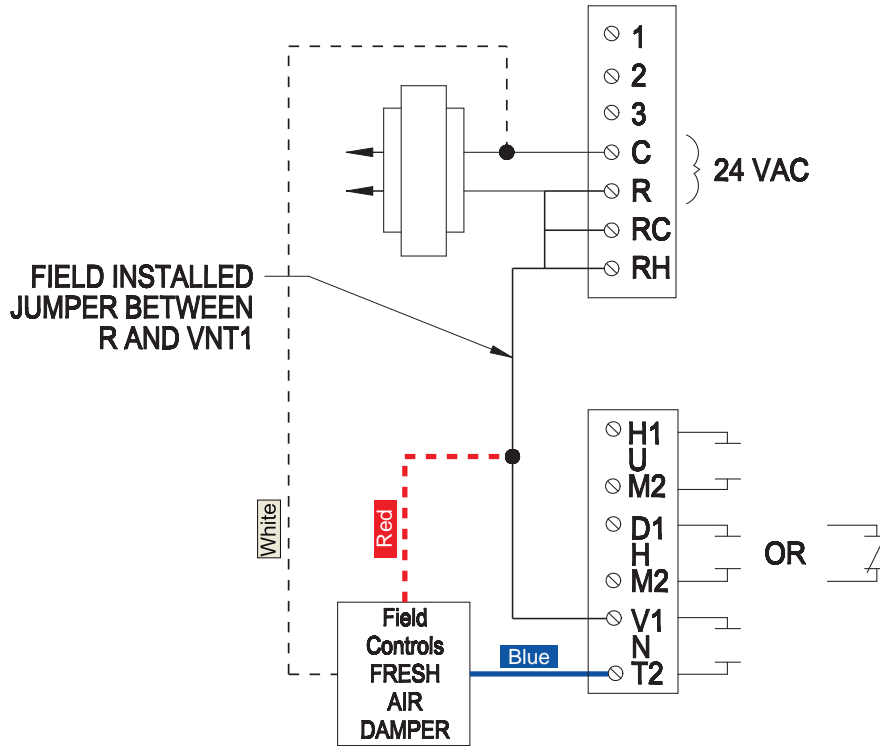 1
2
3
C
R
RC
RH
24 VAC
FIELD INSTALLED
JUMPER BETWEEN
R AND VNT1
White
Red
Field
Controls
FRESH
AIR
DAMPER
Blue
H1
U
M2
D1
H
M2
V1
N
T2
OR